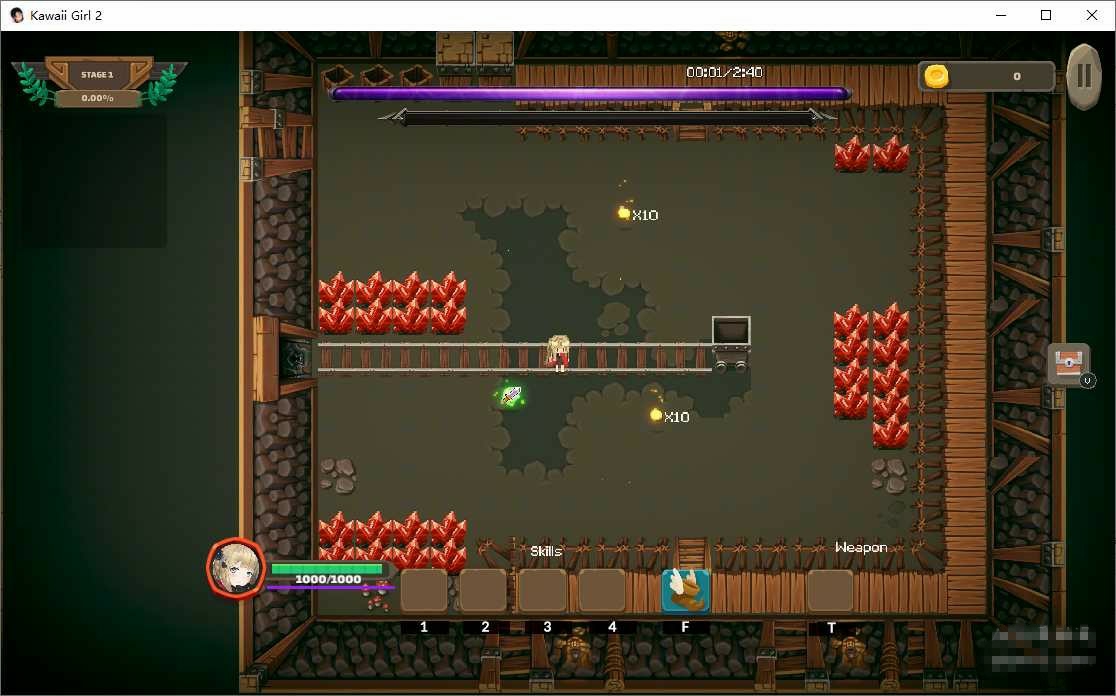 Kawaii Girl 2
STAGE 1
0.00%
00:01/2:40
0
X10
X10
U
Skills
Weapon
1000/1000
1
2
3
4
F
T